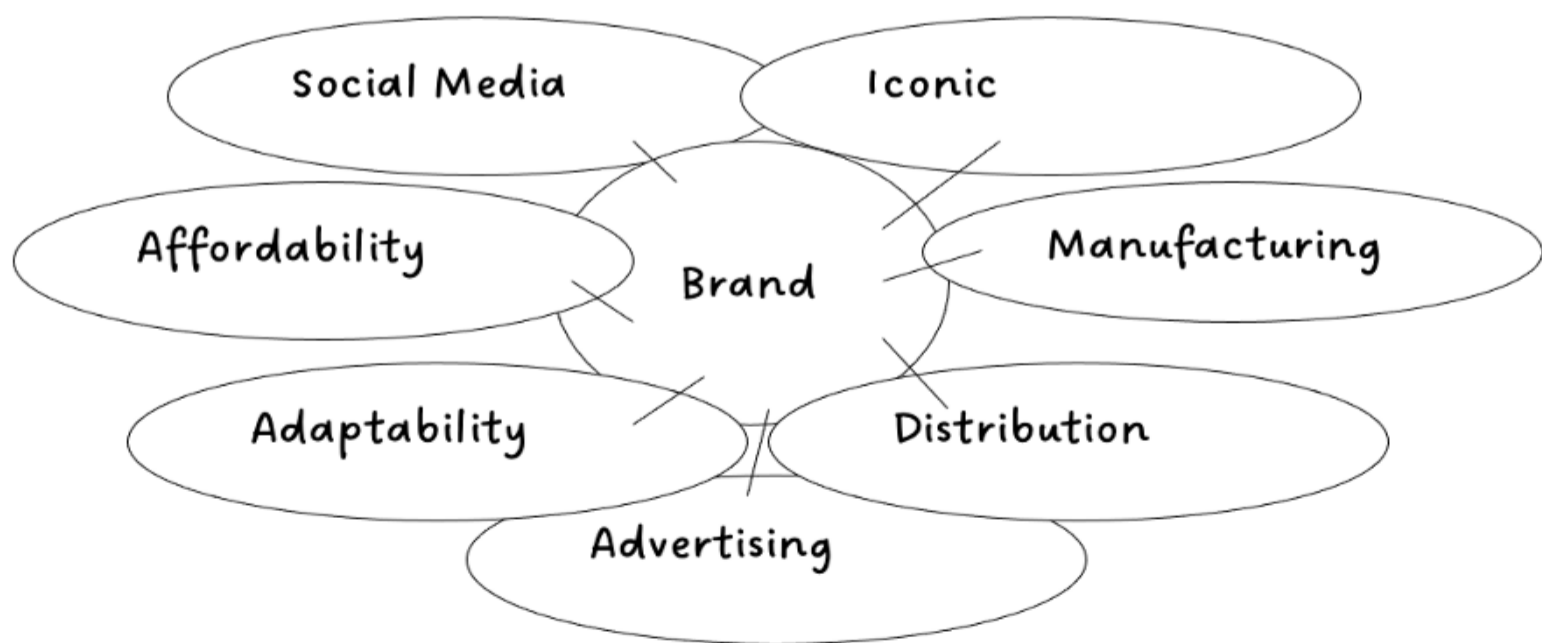 Social Media
Iconic
Affordability
Manufacturing
Brand
Adaptability
Distribution
Advertising